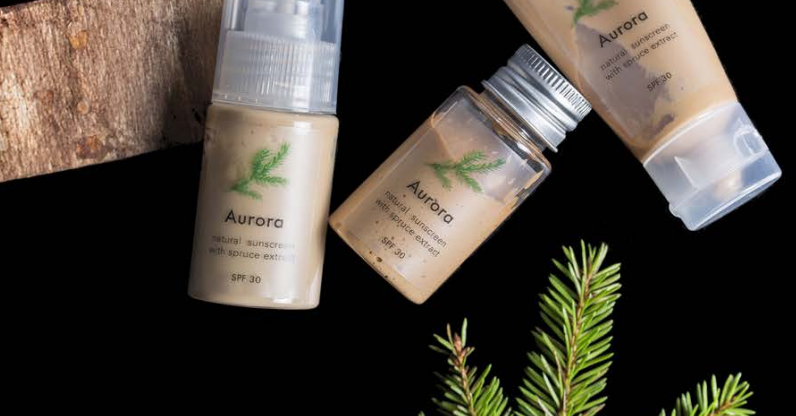 Aurora
natural sunscreen
with spruce extract
SPF 30
Aurora
natural sunscreen
with spruce extract
SPF 30
Aurora
natural sunscreen
with spruce extract
SPF 30